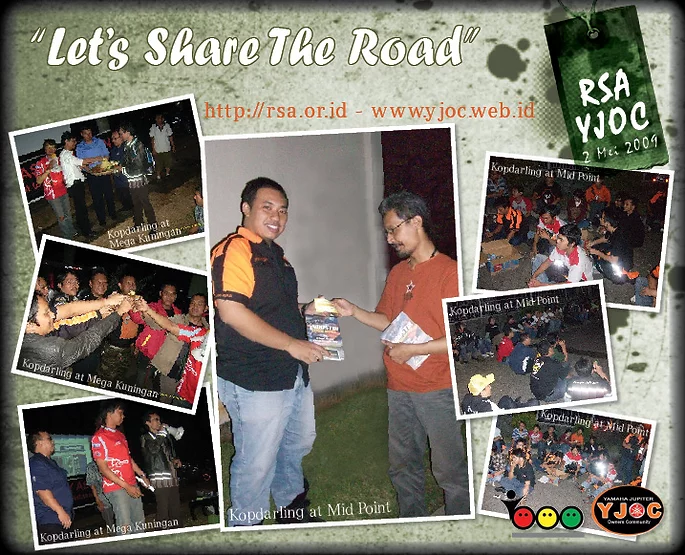 "Let's Share The Road"
RSA
YJOC
2 Mei 2009
http://rsa.or.id - www.yjoc.web.id
Kopdarling at
Mega Kuningan
Kopdarling at Mega Kuningan
Kopdarling at Mega Kuningan
Kopdarling at Mid Point
Kopdarling at Mid Point
Kopdarling at Mid Point
Kopdarling at Mid Point
YAMAHA JUPITER
YJOC
Owners Community